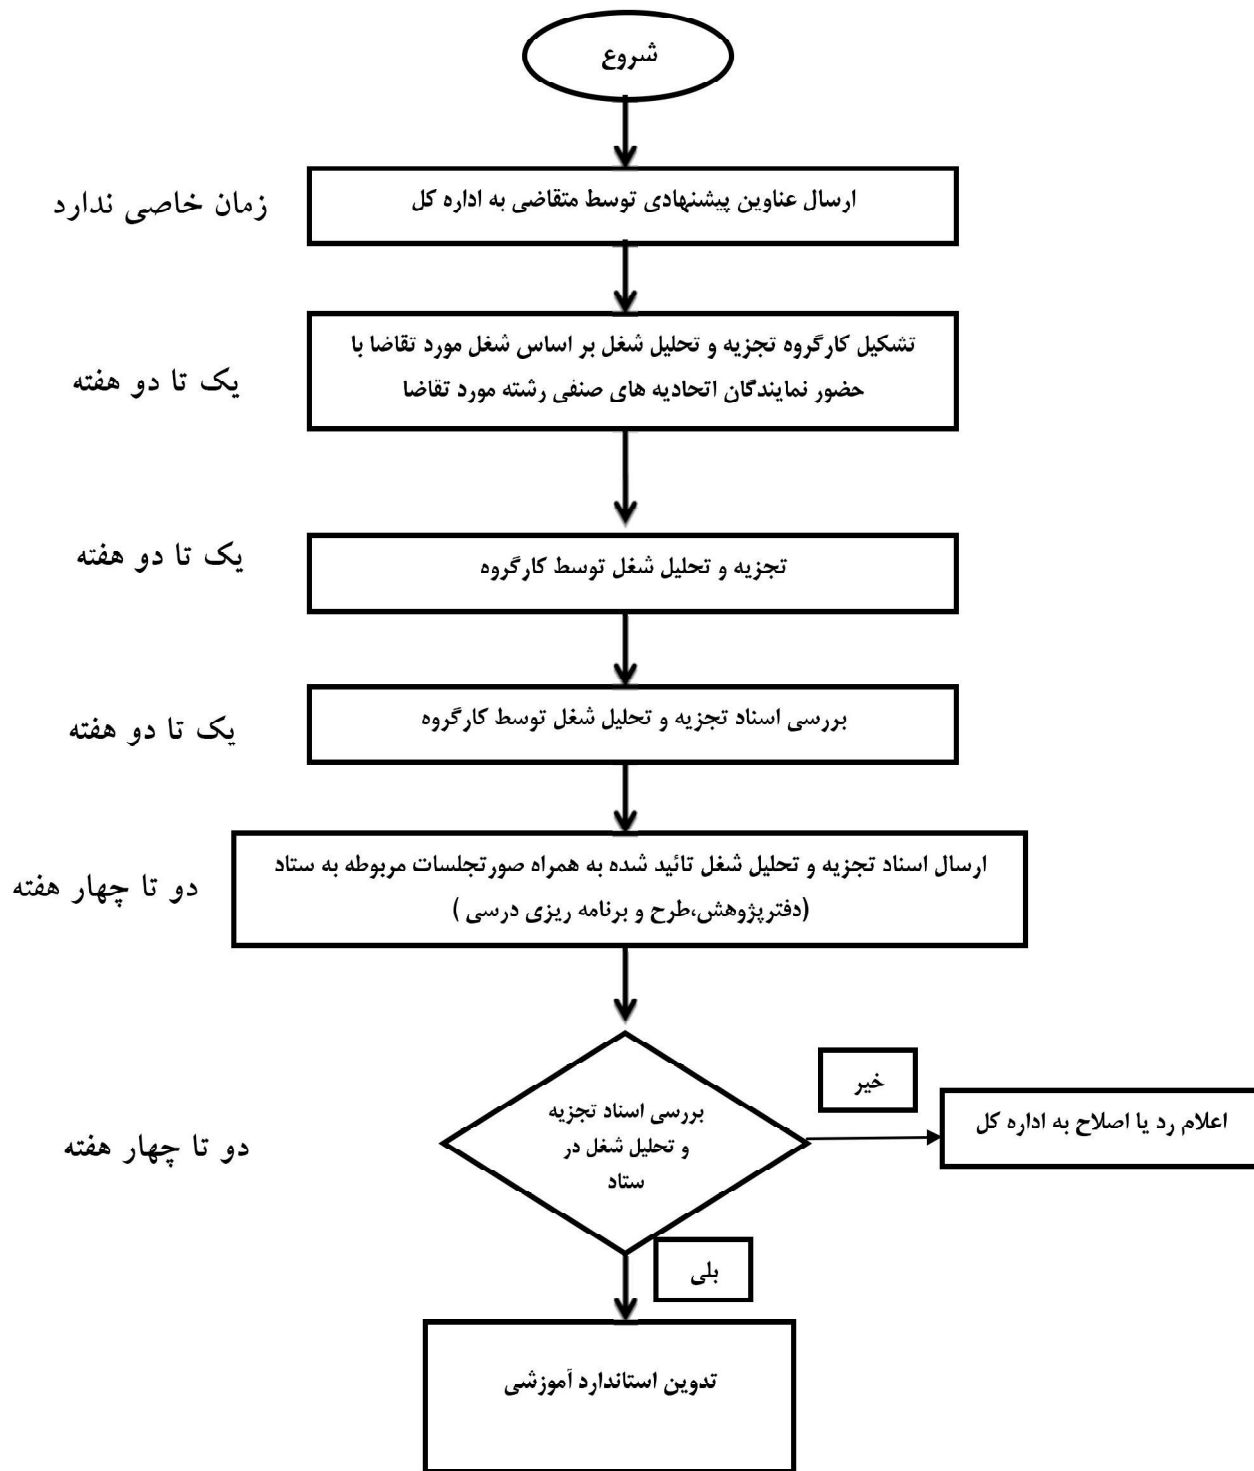 شروع
ارسال عناوین پیشنهادی توسط متقاضی به اداره کل
زمان خاصی ندارد
تشکیل کارگروه تجزیه و تحلیل شغل بر اساس شغل مورد تقاضا با
حضور نمایندگان اتحادیه های صنفی رشته مورد تقاضا
یک تا دو هفته
تجزیه و تحلیل شغل توسط کارگروه
یک تا دو هفته
بررسی اسناد تجزیه و تحلیل شغل توسط کارگروه
یک تا دو هفته
ارسال اسناد تجزیه و تحلیل شغل تائید شده به همراه صورتجلسات مربوطه به ستاد
(دفترپژوهش،طرح و برنامه ریزی درسی )
دو تا چهار هفته
بررسی اسناد تجزیه
و تحلیل شغل در
ستاد
خیر
اعلام رد یا اصلاح به اداره کل
دو تا چهار هفته
بلی
تدوین استاندارد آموزشی